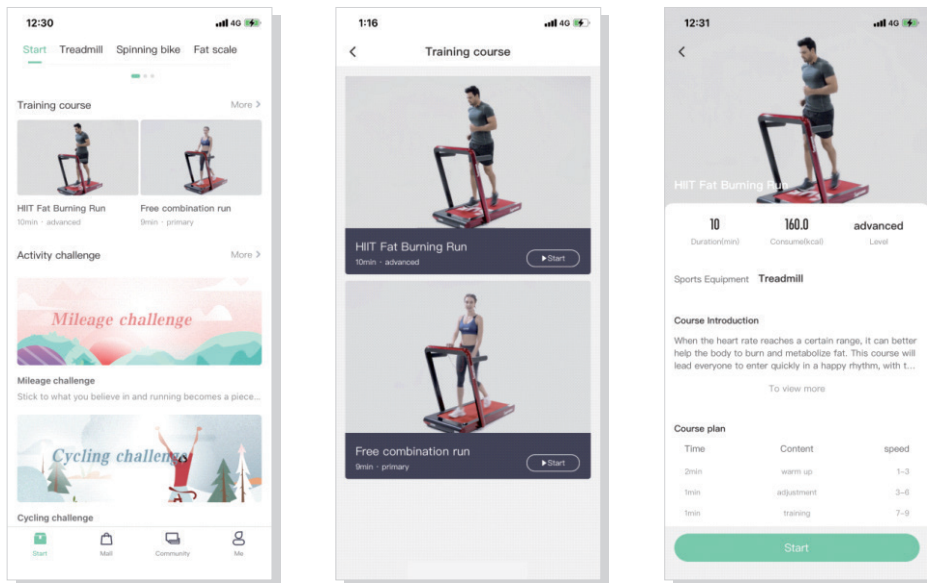 12:30
4G
Start Treadmill Spinning bike Fat scale
Training course More >
HIIT Fat Burning Run Free combination run
10min · advanced 9min · primary
Activity challenge More >
Mileage challenge
Mileage challenge
Stick to what you believe in and running becomes a piece...
Cycling challenge
Cycling challenge
Start Mall Community Me
1:16
4G
Training course
HIIT Fat Burning Run
10min · advanced
Start
Free combination run
9min · primary
Start
12:31
4G
HIIT Fat Burning Run
10 160.0 advanced
Duration(min) Consume(kcal) Level
Sports Equipment Treadmill
Course Introduction
When the heart rate reaches a certain range, it can better
help the body to burn and metabolize fat. This course will
lead everyone to enter quickly in a happy rhythm, with t...
To view more
Course plan
Time Content speed
2min warm up 1-3
1min adjustment 3-6
1min training 7-9
Start